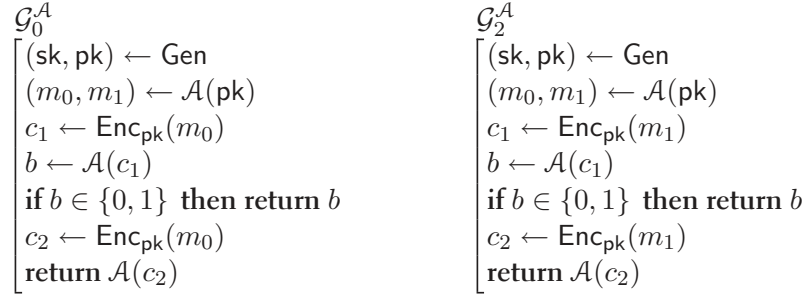 𝒢₀^𝒜
(sk, pk) ← Gen
(m₀, m₁) ← 𝒜(pk)
c₁ ← Enc_pk(m₀)
b ← 𝒜(c₁)
if b ∈ {0, 1} then return b
c₂ ← Enc_pk(m₀)
return 𝒜(c₂)
𝒢₂^𝒜
(sk, pk) ← Gen
(m₀, m₁) ← 𝒜(pk)
c₁ ← Enc_pk(m₁)
b ← 𝒜(c₁)
if b ∈ {0, 1} then return b
c₂ ← Enc_pk(m₁)
return 𝒜(c₂)